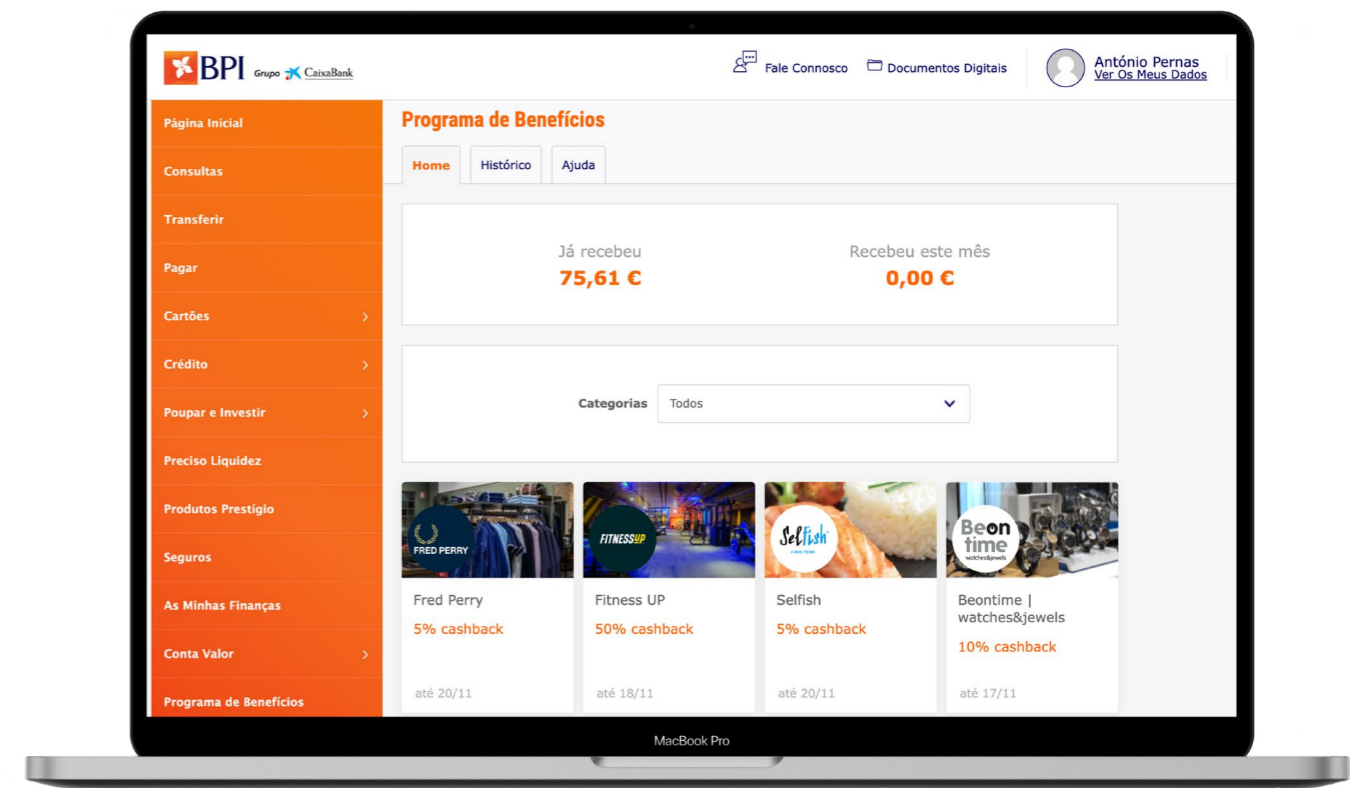 BPI Grupo CaixaBank
Fale Connosco
Documentos Digitais
António Pernas
Ver Os Meus Dados
Página Inicial
Consultas
Transferir
Pagar
Cartões
Crédito
Poupar e Investir
Preciso Liquidez
Produtos Prestígio
Seguros
As Minhas Finanças
Conta Valor
Programa de Benefícios
Programa de Benefícios
Home
Histórico
Ajuda
Já recebeu
75,61 €
Recebeu este mês
0,00 €
Categorias
Todos
FRED PERRY
Fred Perry
5% cashback
até 20/11
FITNESSUP
Fitness UP
50% cashback
até 18/11
Selfish
Selfish
5% cashback
até 20/11
Beon
time
watches&jewels
Beontime |
watches&jewels
10% cashback
até 17/11
MacBook Pro